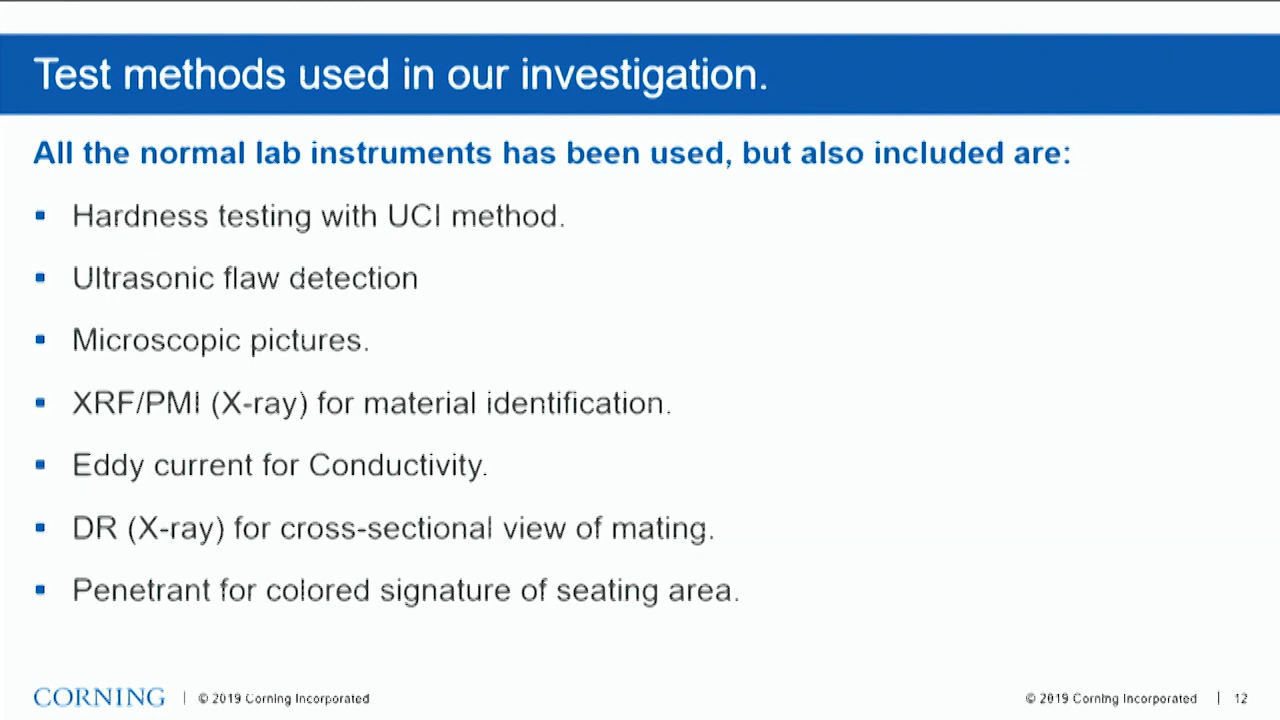 Test methods used in our investigation.
All the normal lab instruments has been used, but also included are:
▪ Hardness testing with UCI method.
▪ Ultrasonic flaw detection
▪ Microscopic pictures.
▪ XRF/PMI (X-ray) for material identification.
▪ Eddy current for Conductivity.
▪ DR (X-ray) for cross-sectional view of mating.
▪ Penetrant for colored signature of seating area.
CORNING | © 2019 Corning Incorporated © 2019 Corning Incorporated | 12